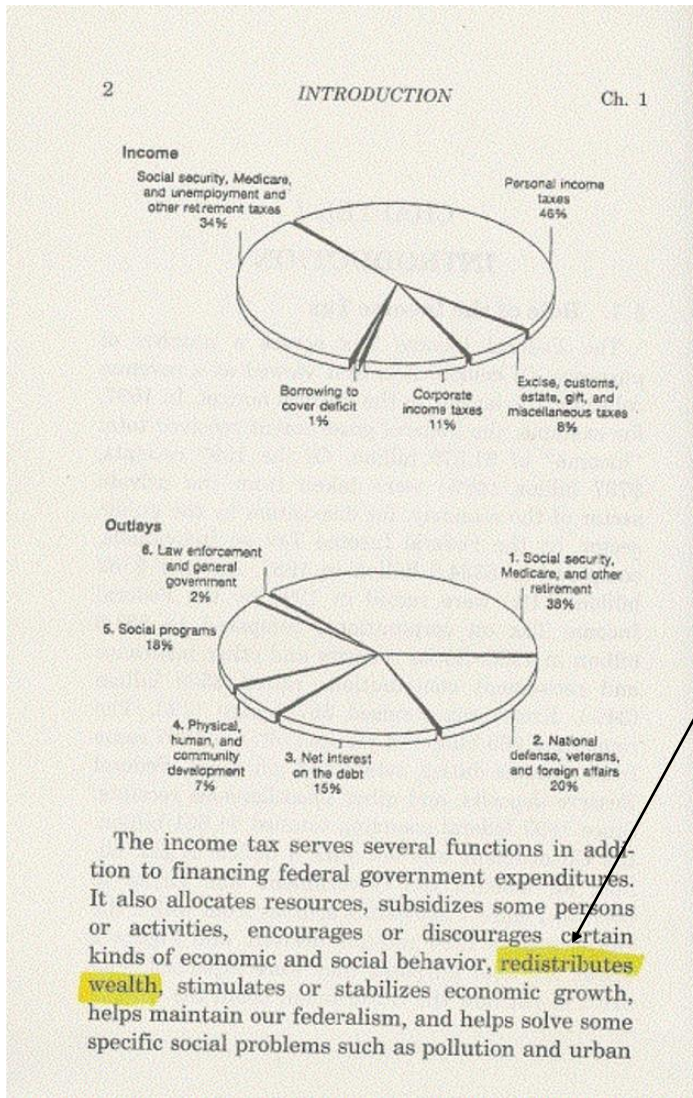 2
INTRODUCTION
Ch. 1
Income
Social security, Medicare,
and unemployment and
other retirement taxes
34%
Personal income
taxes
46%
Borrowing to
cover deficit
1%
Corporate
income taxes
11%
Excise, customs,
estate, gift, and
miscellaneous taxes
8%
Outlays
6. Law enforcement
and general
government
2%
1. Social security,
Medicare, and other
retirement
38%
5. Social programs
18%
4. Physical,
human, and
community
development
7%
3. Net interest
on the debt
15%
2. National
defense, veterans,
and foreign affairs
20%
The income tax serves several functions in addi-
tion to financing federal government expenditures.
It also allocates resources, subsidizes some persons
or activities, encourages or discourages certain
kinds of economic and social behavior, redistributes
wealth, stimulates or stabilizes economic growth,
helps maintain our federalism, and helps solve some
specific social problems such as pollution and urban